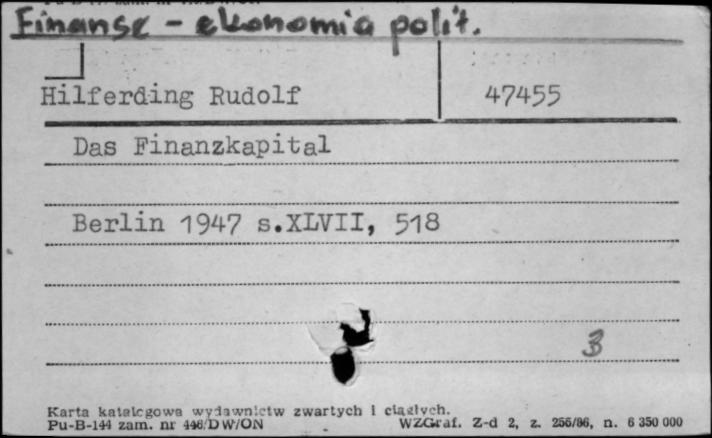 Finanse - ekonomia polit.
Hilferding Rudolf 47455
Das Finanzkapital
Berlin 1947 s.XLVII, 518
3
Karta katalogowa wydawnictw zwartych i ciągłych.
Pu-B-144 zam. nr 446/DW/ON WZGraf. Z-d 2, z. 256/86, n. 6 350 000